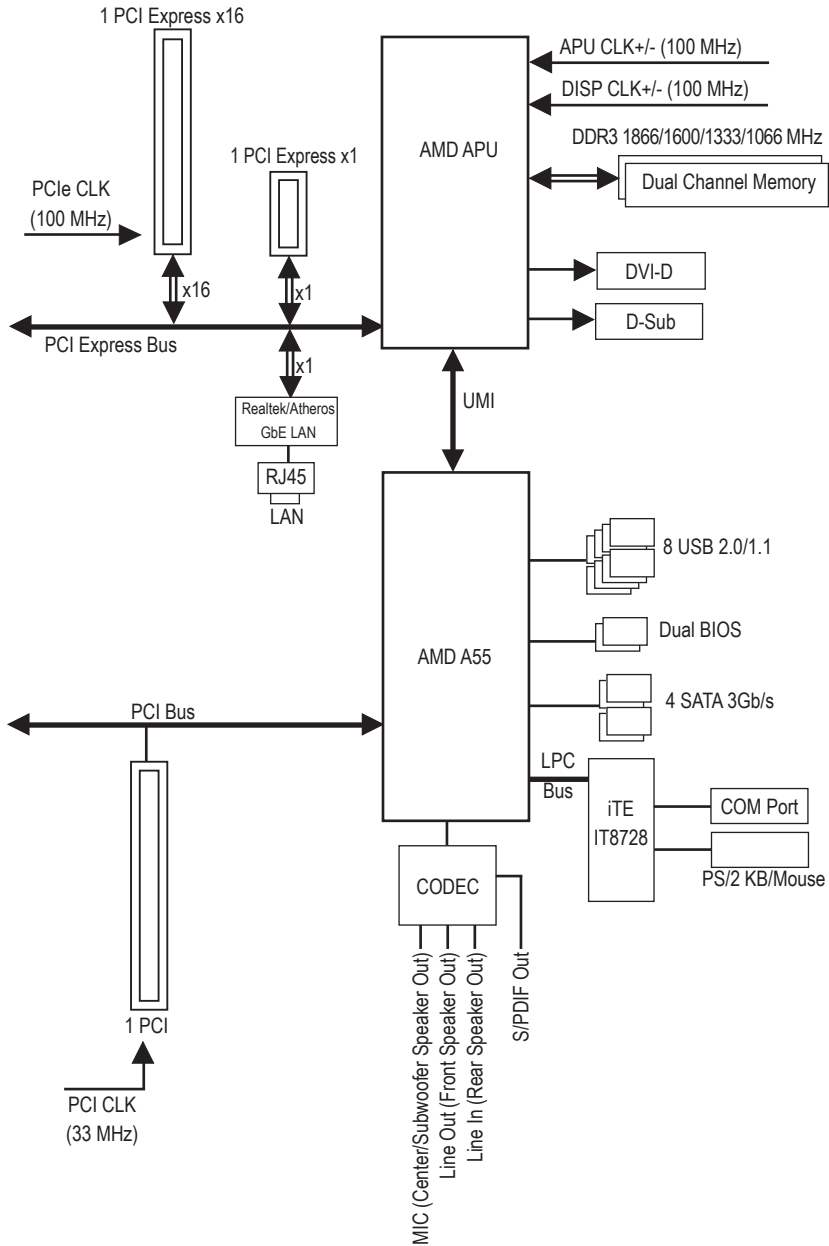 1 PCI Express x16
APU CLK+/- (100 MHz)
DISP CLK+/- (100 MHz)
DDR3 1866/1600/1333/1066 MHz
AMD APU
1 PCI Express x1
Dual Channel Memory
PCIe CLK
(100 MHz)
DVI-D
x16
x1
D-Sub
PCI Express Bus
x1
UMI
Realtek/Atheros
GbE LAN
RJ45
LAN
8 USB 2.0/1.1
Dual BIOS
AMD A55
4 SATA 3Gb/s
PCI Bus
LPC
Bus
iTE
IT8728
COM Port
PS/2 KB/Mouse
CODEC
MIC (Center/Subwoofer Speaker Out)
Line Out (Front Speaker Out)
Line In (Rear Speaker Out)
S/PDIF Out
1 PCI
PCI CLK
(33 MHz)